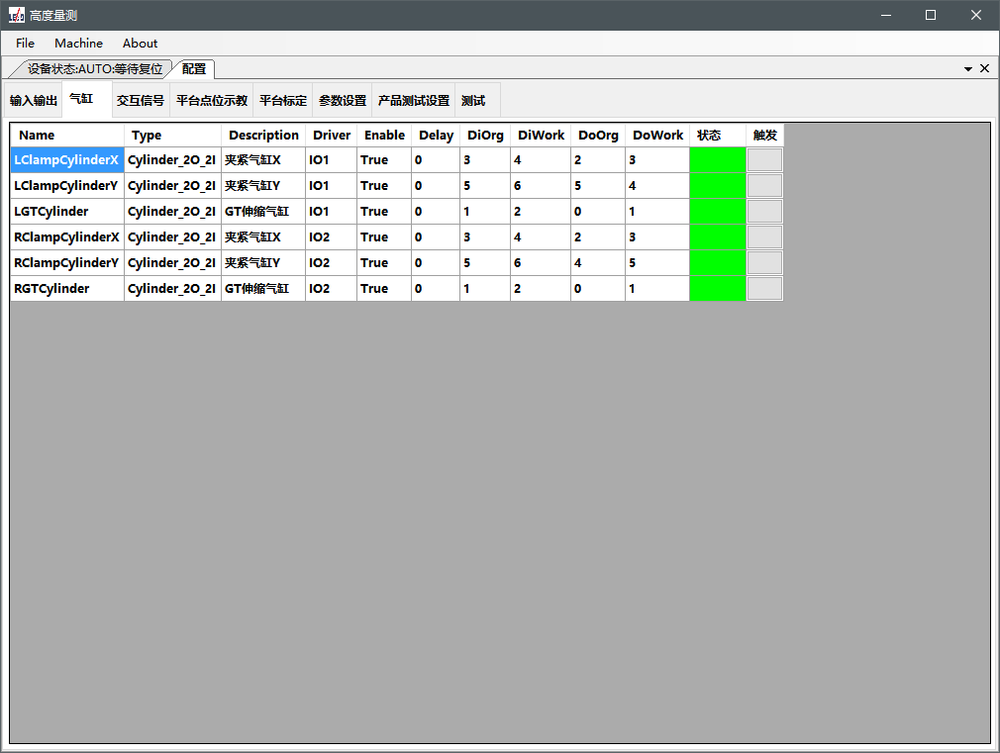 高度量测
File Machine About
设备状态:AUTO:等待复位 配置
输入输出 气缸 交互信号 平台点位示教 平台标定 参数设置 产品测试设置 测试
Name Type Description Driver Enable Delay DiOrg DiWork DoOrg DoWork 状态 触发
LClampCylinderX Cylinder_2O_2I 夹紧气缸X IO1 True 0 3 4 2 3
LClampCylinderY Cylinder_2O_2I 夹紧气缸Y IO1 True 0 5 6 5 4
LGTCylinder Cylinder_2O_2I GT伸缩气缸 IO1 True 0 1 2 0 1
RClampCylinderX Cylinder_2O_2I 夹紧气缸X IO2 True 0 3 4 2 3
RClampCylinderY Cylinder_2O_2I 夹紧气缸Y IO2 True 0 5 6 4 5
RGTCylinder Cylinder_2O_2I GT伸缩气缸 IO2 True 0 1 2 0 1